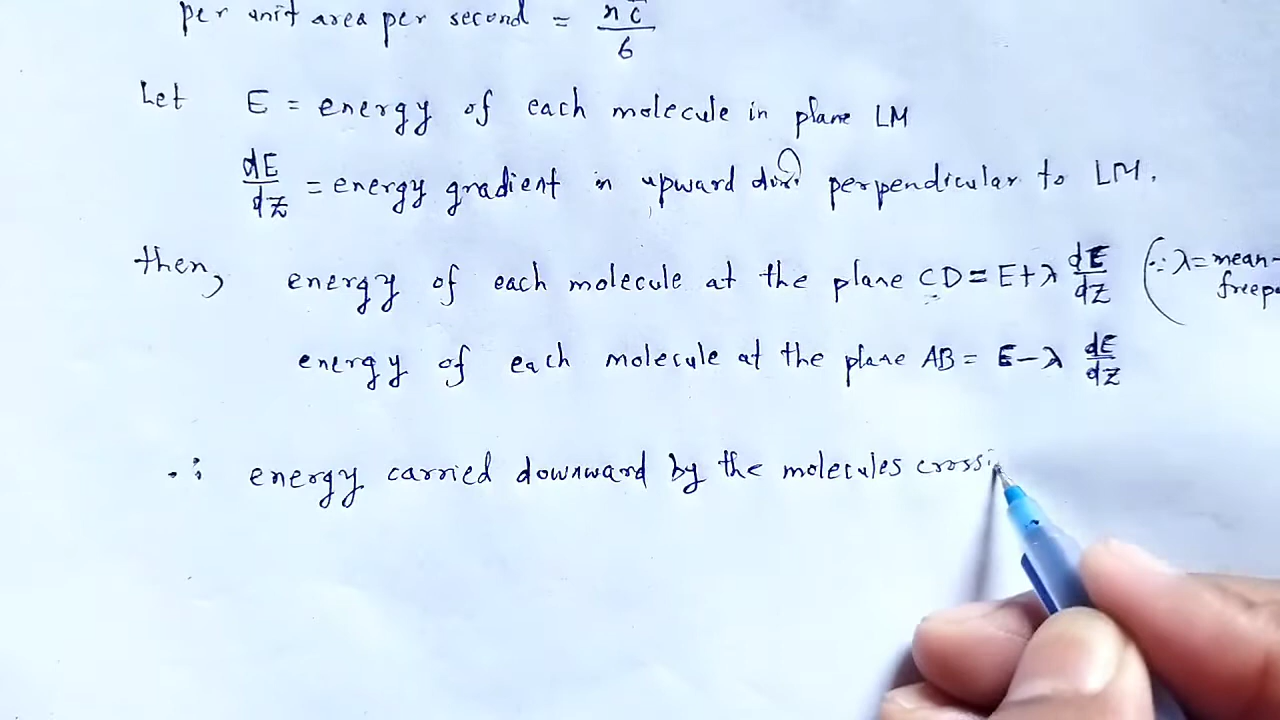 per unit area per second = n c̅ / 6
Let E = energy of each molecule in plane LM
dE/dz = energy gradient in upward dirⁿ perpendicular to LM.
then, energy of each molecule at the plane CD = E + λ dE/dz (∵ λ = mean-
freep
energy of each molecule at the plane AB = E − λ dE/dz
∴ energy carried downward by the molecules crossi